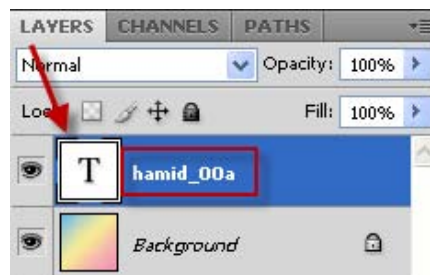 LAYERS CHANNELS PATHS
Normal Opacity: 100%
Fill: 100%
T hamid_00a
Background